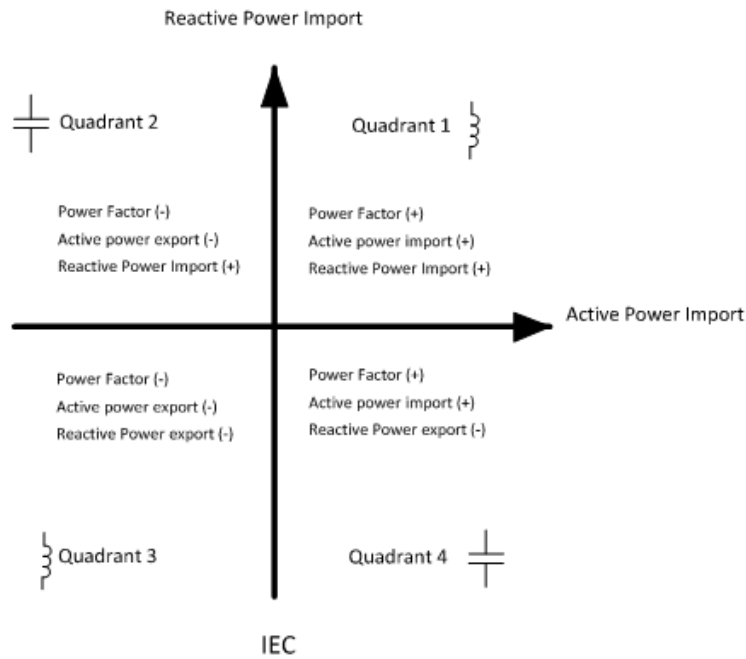 Reactive Power Import
Quadrant 2
Quadrant 1
Power Factor (-)
Active power export (-)
Reactive Power Import (+)
Power Factor (+)
Active power import (+)
Reactive Power Import (+)
Active Power Import
Power Factor (-)
Active power export (-)
Reactive Power export (-)
Power Factor (+)
Active power import (+)
Reactive Power export (-)
Quadrant 3
Quadrant 4
IEC